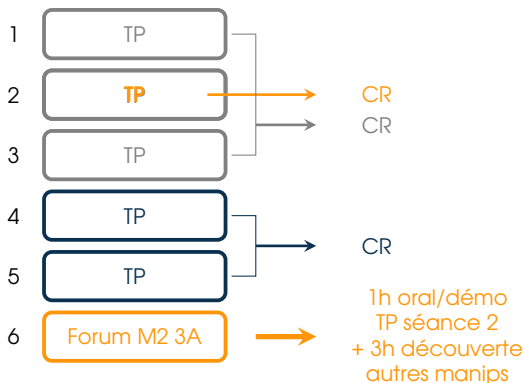 1 TP
2 TP CR
CR
3 TP
4 TP
CR
5 TP
6 Forum M2 3A
1h oral/démo
TP séance 2
+ 3h découverte
autres manips